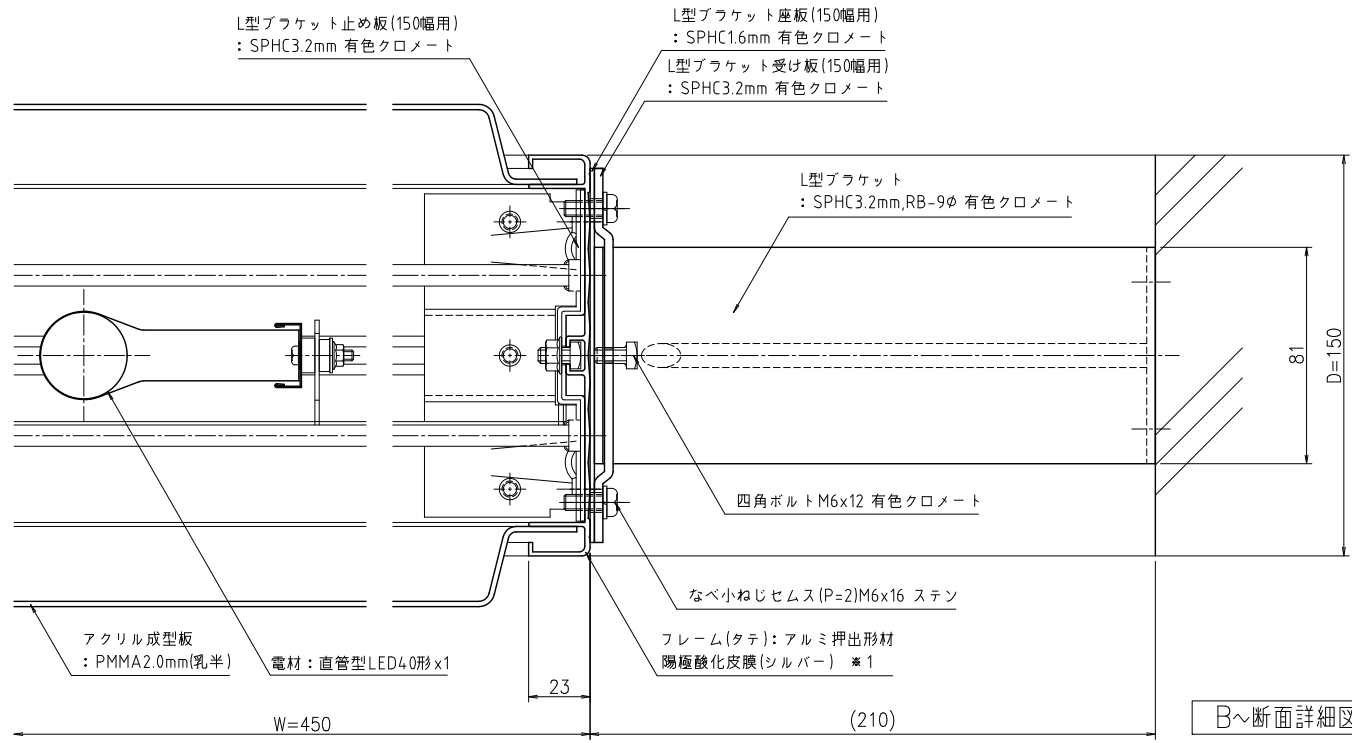 L型ブラケット止め板(150幅用)
: SPHC3.2mm 有色クロメート
L型ブラケット座板(150幅用)
: SPHC1.6mm 有色クロメート
L型ブラケット受け板(150幅用)
: SPHC3.2mm 有色クロメート
L型ブラケット
: SPHC3.2mm,RB-9φ 有色クロメート
81
D=150
四角ボルトM6x12 有色クロメート
なべ小ねじセムス(P=2)M6x16 ステン
アクリル成型板
: PMMA2.0mm(乳半)
電材：直管型LED40形x1
フレーム(タテ)：アルミ押出形材
陽極酸化皮膜(シルバー) ※1
23
W=450
(210)
B~断面詳細図